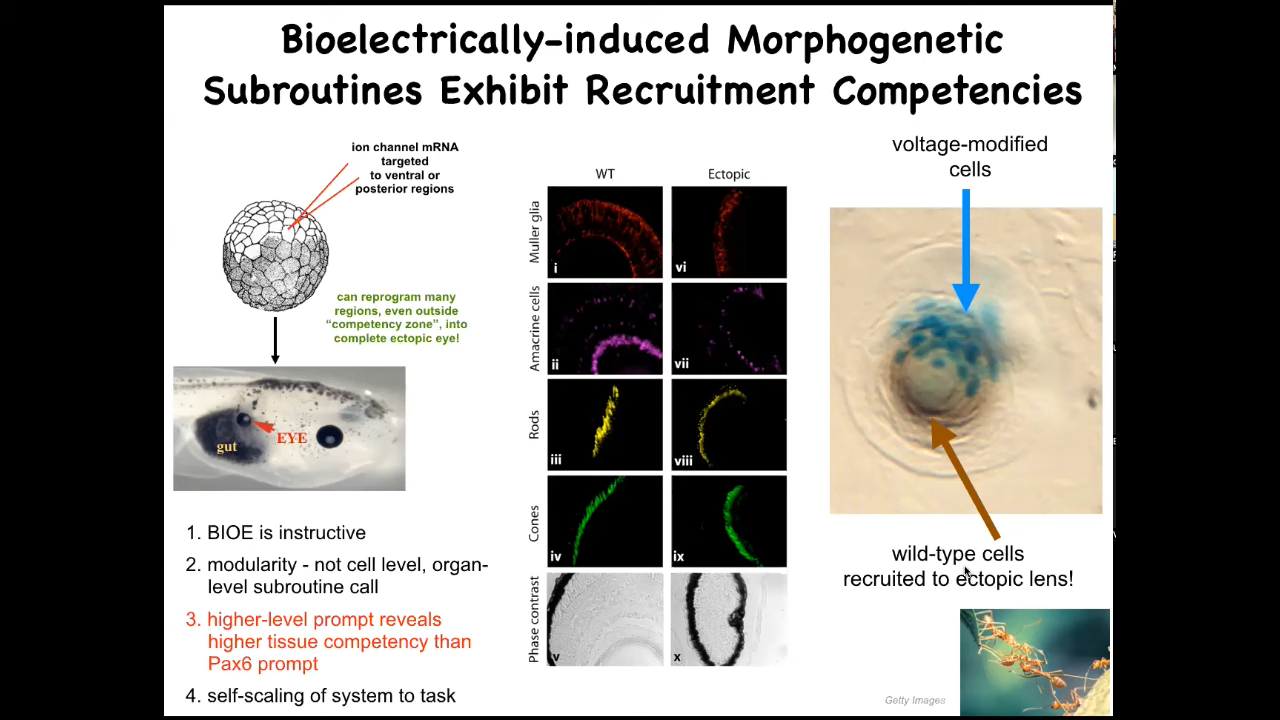 Bioelectrically-induced Morphogenetic
Subroutines Exhibit Recruitment Competencies
ion channel mRNA
targeted
to ventral or
posterior regions
can reprogram many
regions, even outside
“competency zone”, into
complete ectopic eye!
gut
EYE
1. BIOE is instructive
2. modularity - not cell level, organ-
level subroutine call
3. higher-level prompt reveals
higher tissue competency than
Pax6 prompt
4. self-scaling of system to task
WT
Ectopic
Muller glia
i
vi
Amacrine cells
ii
vii
Rods
iii
viii
Cones
iv
ix
Phase contrast
v
x
voltage-modified
cells
wild-type cells
recruited to ectopic lens!
Getty Images